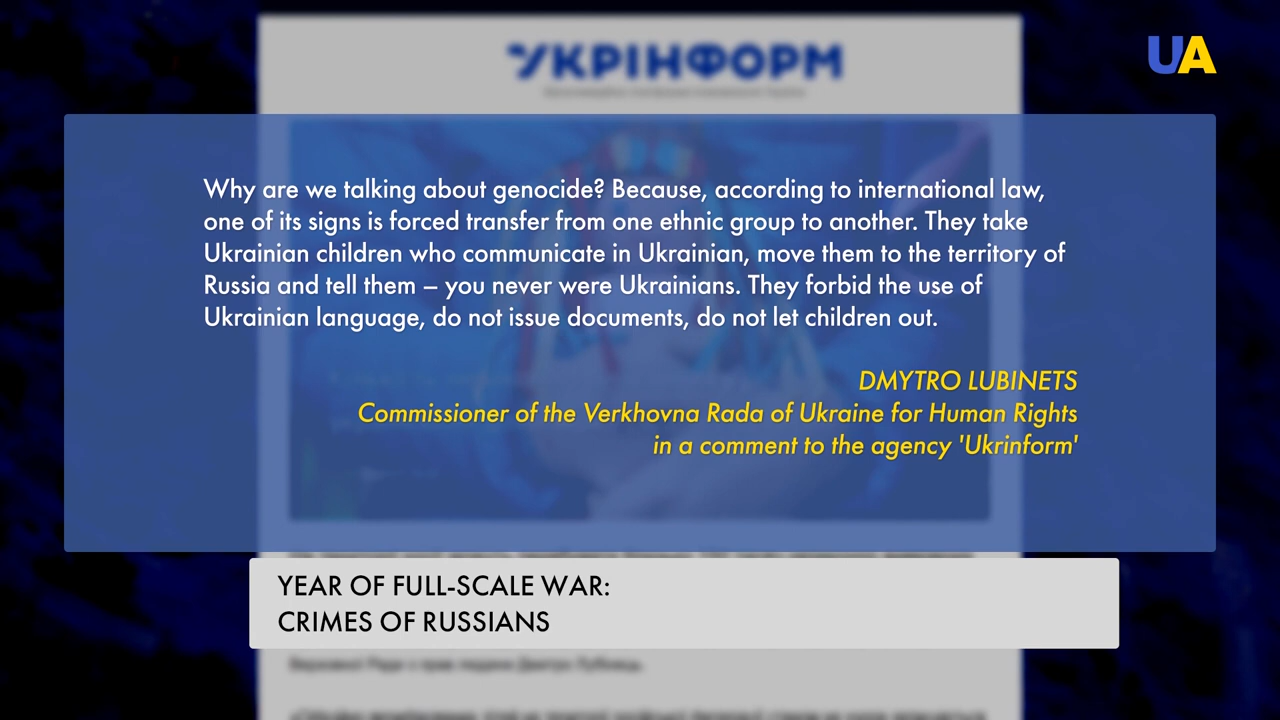 УКРІНФОРМ
UA
Why are we talking about genocide? Because, according to international law,
one of its signs is forced transfer from one ethnic group to another. They take
Ukrainian children who communicate in Ukrainian, move them to the territory of
Russia and tell them – you never were Ukrainians. They forbid the use of
Ukrainian language, do not issue documents, do not let children out.
DMYTRO LUBINETS
Commissioner of the Verkhovna Rada of Ukraine for Human Rights
in a comment to the agency 'Ukrinform'
YEAR OF FULL-SCALE WAR:
CRIMES OF RUSSIANS